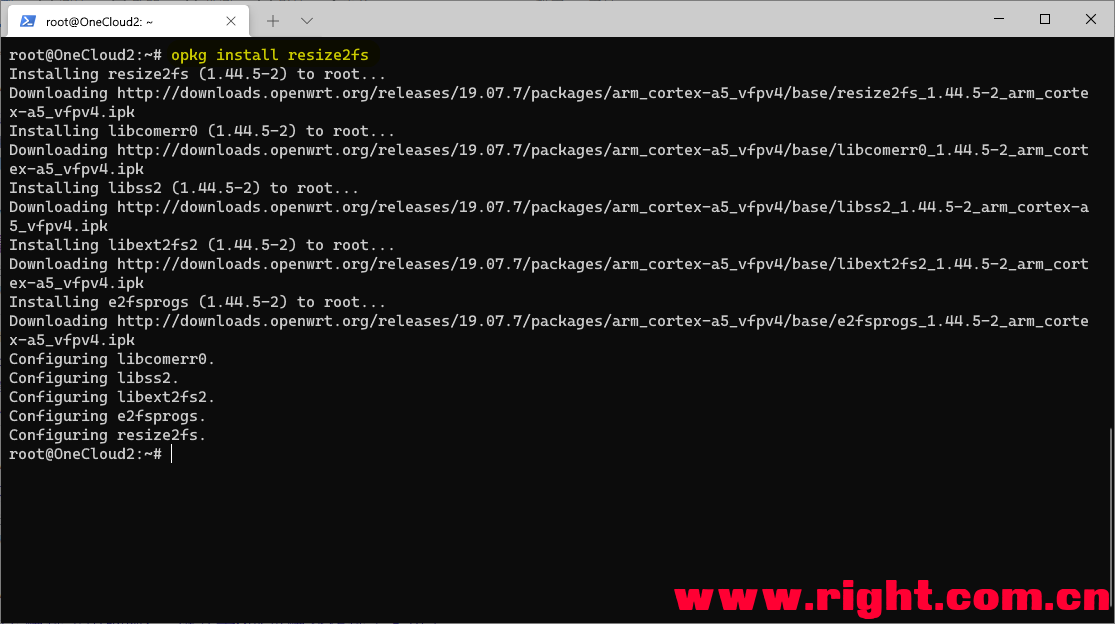 root@OneCloud2: ~
root@OneCloud2:~# opkg install resize2fs
Installing resize2fs (1.44.5-2) to root...
Downloading http://downloads.openwrt.org/releases/19.07.7/packages/arm_cortex-a5_vfpv4/base/resize2fs_1.44.5-2_arm_corte
x-a5_vfpv4.ipk
Installing libcomerr0 (1.44.5-2) to root...
Downloading http://downloads.openwrt.org/releases/19.07.7/packages/arm_cortex-a5_vfpv4/base/libcomerr0_1.44.5-2_arm_cort
ex-a5_vfpv4.ipk
Installing libss2 (1.44.5-2) to root...
Downloading http://downloads.openwrt.org/releases/19.07.7/packages/arm_cortex-a5_vfpv4/base/libss2_1.44.5-2_arm_cortex-a
5_vfpv4.ipk
Installing libext2fs2 (1.44.5-2) to root...
Downloading http://downloads.openwrt.org/releases/19.07.7/packages/arm_cortex-a5_vfpv4/base/libext2fs2_1.44.5-2_arm_cort
ex-a5_vfpv4.ipk
Installing e2fsprogs (1.44.5-2) to root...
Downloading http://downloads.openwrt.org/releases/19.07.7/packages/arm_cortex-a5_vfpv4/base/e2fsprogs_1.44.5-2_arm_corte
x-a5_vfpv4.ipk
Configuring libcomerr0.
Configuring libss2.
Configuring libext2fs2.
Configuring e2fsprogs.
Configuring resize2fs.
root@OneCloud2:~#
www.right.com.cn